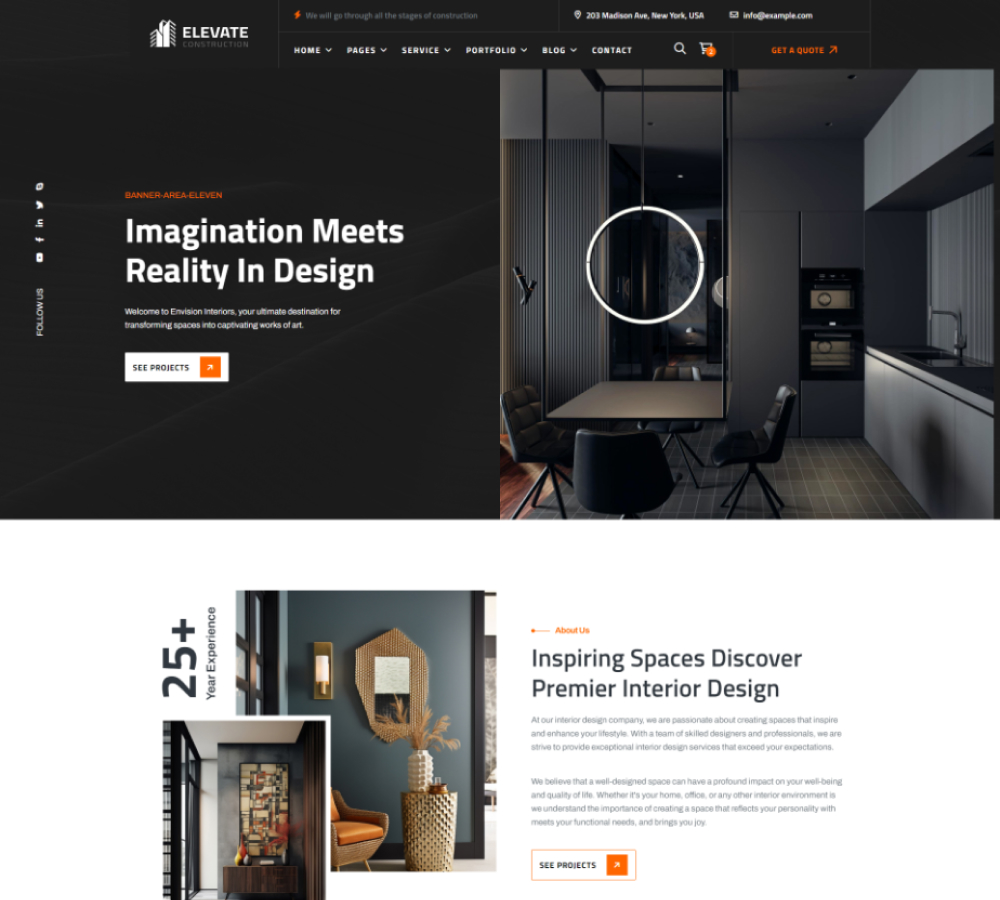 ELEVATE
CONSTRUCTION
We will go through all the stages of construction
203 Madison Ave, New York, USA
info@example.com
HOME
PAGES
SERVICE
PORTFOLIO
BLOG
CONTACT
2
GET A QUOTE
FOLLOW US
BANNER-AREA-ELEVEN
Imagination Meets
Reality In Design
Welcome to Envision Interiors, your ultimate destination for
transforming spaces into captivating works of art.
SEE PROJECTS
25+
Year Experience
About Us
Inspiring Spaces Discover
Premier Interior Design
At our interior design company, we are passionate about creating spaces that inspire
and enhance your lifestyle. With a team of skilled designers and professionals, we are
strive to provide exceptional interior design services that exceed your expectations.
We believe that a well-designed space can have a profound impact on your well-being
and quality of life. Whether it's your home, office, or any other interior environment is
we understand the importance of creating a space that reflects your personality with
meets your functional needs, and brings you joy.
SEE PROJECTS